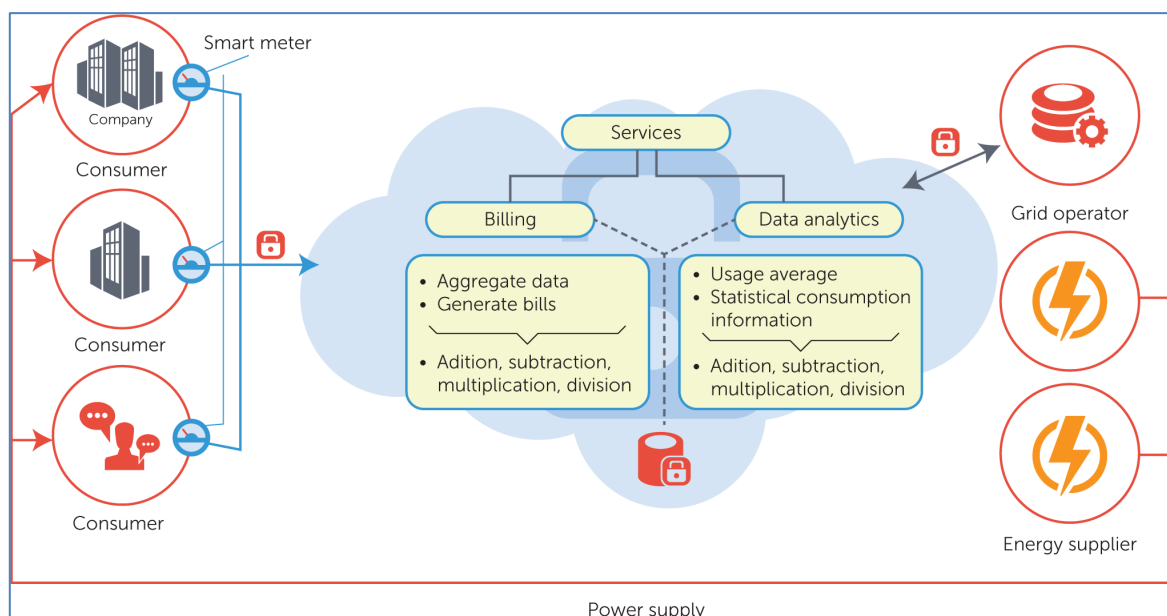 Smart meter
Company
Consumer
Consumer
Consumer
Services
Billing
Data analytics
• Aggregate data
• Generate bills
• Adition, subtraction,
multiplication, division
• Usage average
• Statistical consumption
information
• Adition, subtraction,
multiplication, division
Grid operator
Energy supplier
Power supply